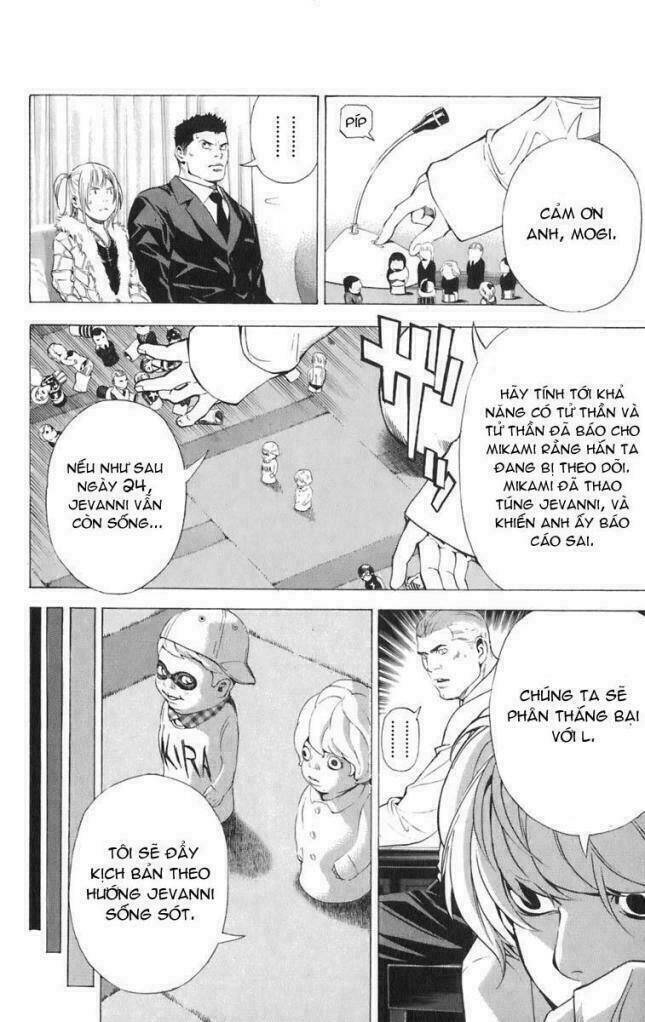 PÍP
CẢM ƠN
ANH, MOGI.
HÃY TÍNH TỚI KHẢ
NĂNG CÓ TỬ THẦN VÀ
TỬ THẦN ĐÃ BÁO CHO
MIKAMI RẰNG HẮN TA
ĐANG BỊ THEO DÕI.
MIKAMI ĐÃ THAO
TÚNG JEVANNI, VÀ
KHIẾN ANH ẤY BÁO
CÁO SAI.
ザッ
NẾU NHƯ SAU
NGÀY 24,
JEVANNI VẪN
CÒN SỐNG...
CHÚNG TA SẼ
PHÂN THẮNG BẠI
VỚI L.
KIRA
TÔI SẼ ĐẨY
KỊCH BẢN THEO
HƯỚNG JEVANNI
SỐNG SÓT.